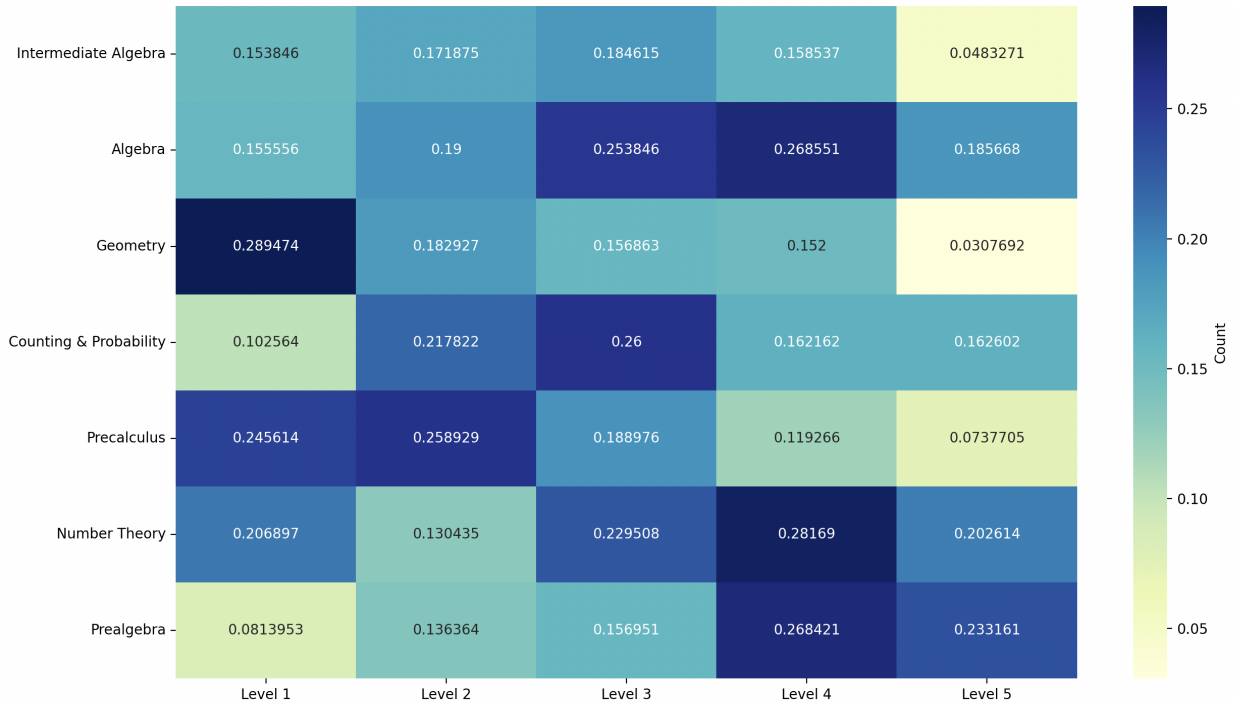 Intermediate Algebra 0.153846 0.171875 0.184615 0.158537 0.0483271
Algebra 0.155556 0.19 0.253846 0.268551 0.185668
Geometry 0.289474 0.182927 0.156863 0.152 0.0307692
Counting & Probability 0.102564 0.217822 0.26 0.162162 0.162602
Precalculus 0.245614 0.258929 0.188976 0.119266 0.0737705
Number Theory 0.206897 0.130435 0.229508 0.28169 0.202614
Prealgebra 0.0813953 0.136364 0.156951 0.268421 0.233161
Level 1 Level 2 Level 3 Level 4 Level 5
0.25
0.20
0.15
0.10
0.05
Count